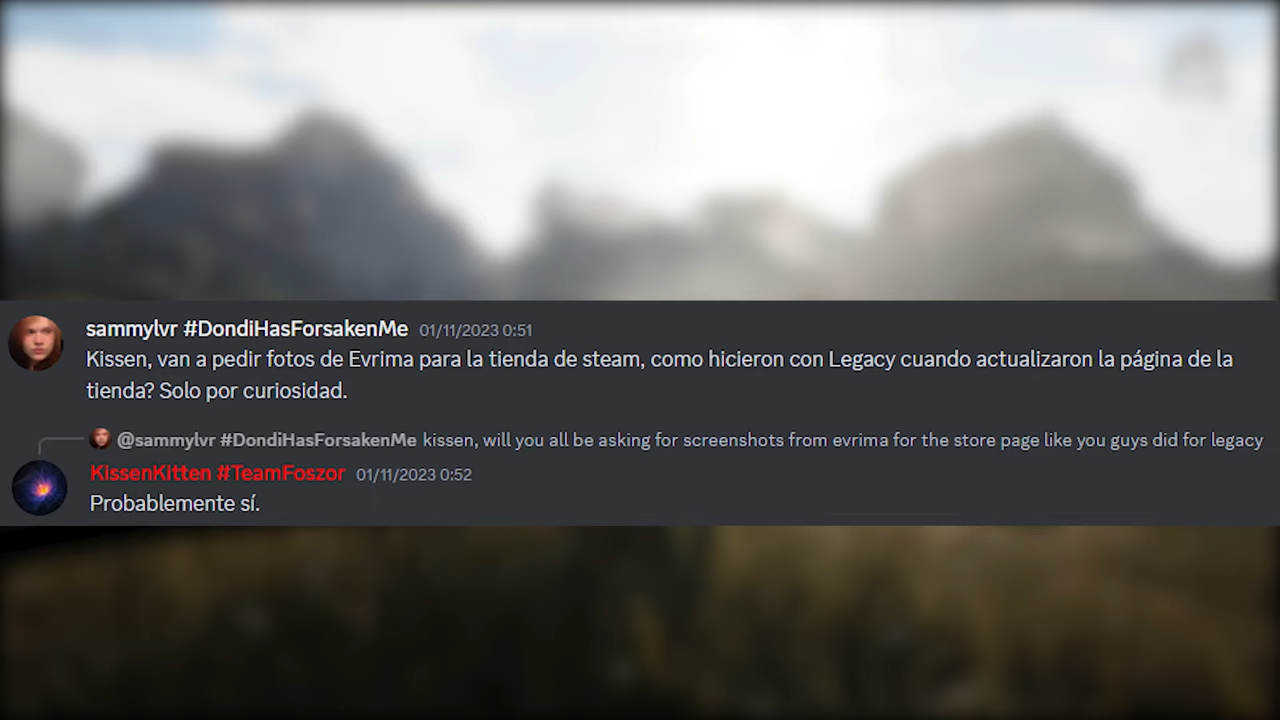 sammylvr #DondiHasForsakenMe 01/11/2023 0:51
Kissen, van a pedir fotos de Evrima para la tienda de steam, como hicieron con Legacy cuando actualizaron la página de la
tienda? Solo por curiosidad.
@sammylvr #DondiHasForsakenMe kissen, will you all be asking for screenshots from evrima for the store page like you guys did for legacy
KissenKitten #TeamFoszor 01/11/2023 0:52
Probablemente sí.